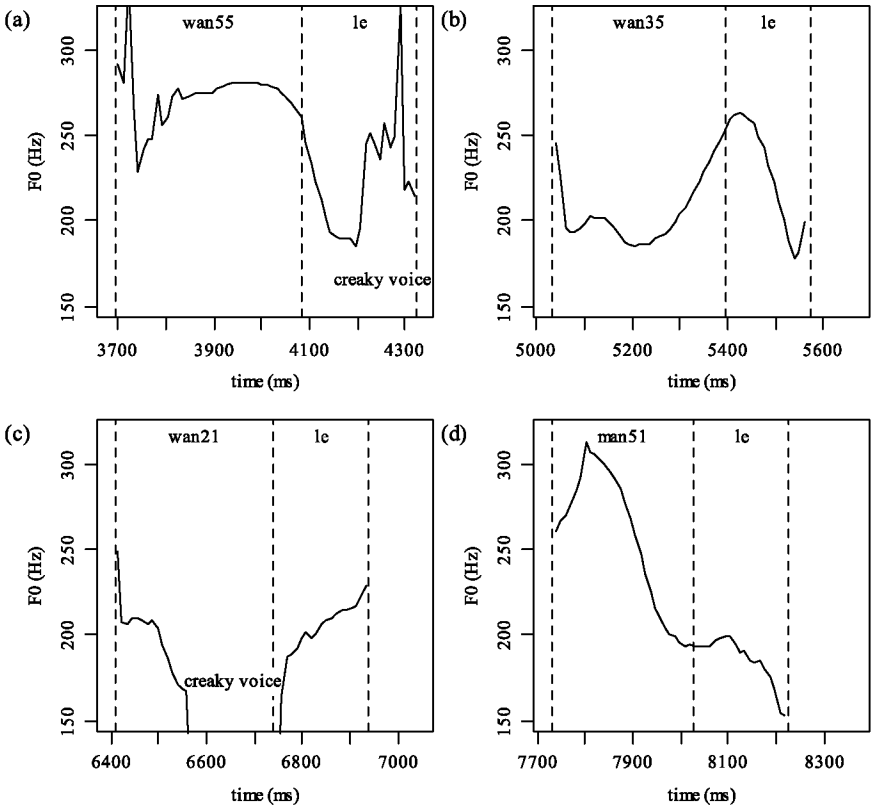 (a)
wan55 le
300
250
200
150
F0 (Hz)
creaky voice
3700 3900 4100 4300
time (ms)
(b)
wan35 le
300
250
200
150
F0 (Hz)
5000 5200 5400 5600
time (ms)
(c)
wan21 le
300
250
200
150
F0 (Hz)
creaky voice
6400 6600 6800 7000
time (ms)
(d)
man51 le
300
250
200
150
F0 (Hz)
7700 7900 8100 8300
time (ms)